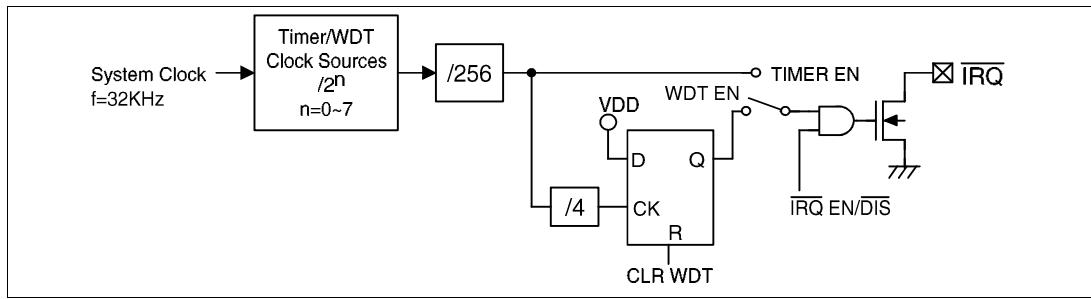 System Clock
f=32KHz
Timer/WDT
Clock Sources
/2n
n=0~7
/256
TIMER EN
WDT EN
IRQ
VDD
D
Q
/4
CK
R
CLR WDT
IRQ EN/DIS